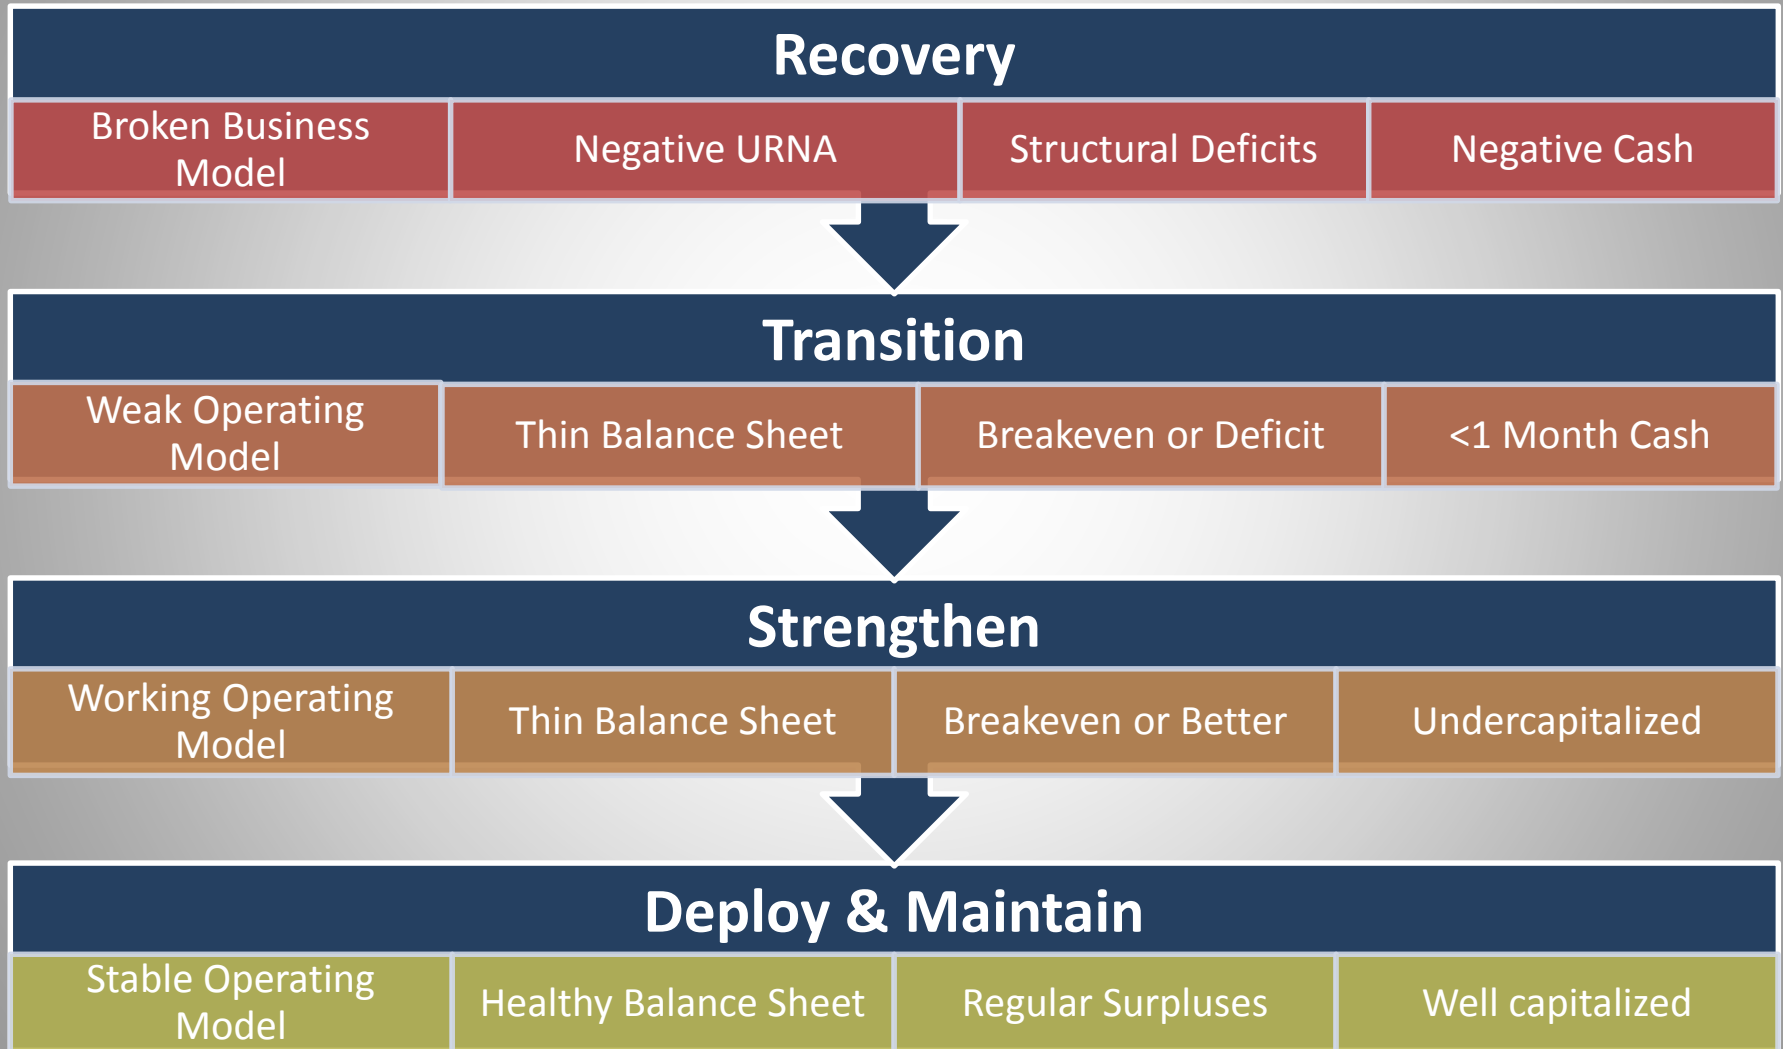 Recovery
Broken Business
Model
Negative URNA
Structural Deficits
Negative Cash
Transition
Weak Operating
Model
Thin Balance Sheet
Breakeven or Deficit
<1 Month Cash
Strengthen
Working Operating
Model
Thin Balance Sheet
Breakeven or Better
Undercapitalized
Deploy & Maintain
Stable Operating
Model
Healthy Balance Sheet
Regular Surpluses
Well capitalized